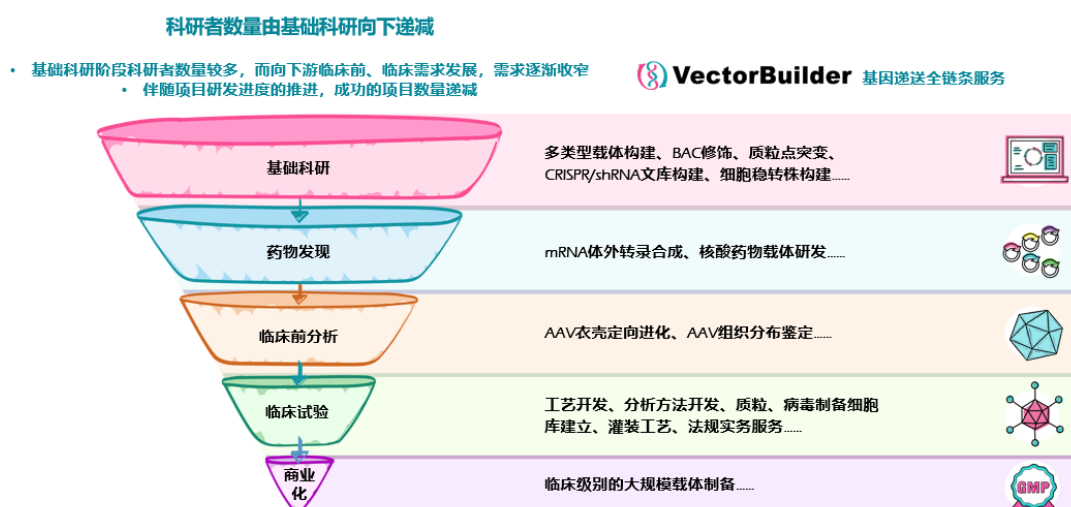 科研者数量由基础科研向下递减
• 基础科研阶段科研者数量较多，而向下游临床前、临床需求发展，需求逐渐收窄
• 伴随项目研发进度的推进，成功的项目数量递减
VectorBuilder 基因递送全链条服务
基础科研
多类型载体构建、BAC修饰、质粒点突变、
CRISPR/shRNA文库构建、细胞稳转株构建......
药物发现
mRNA体外转录合成、核酸药物载体研发......
临床前分析
AAV衣壳定向进化、AAV组织分布鉴定......
临床试验
工艺开发、分析方法开发、质粒、病毒制备细胞
库建立、灌装工艺、法规实务服务......
商业
化
临床级别的大规模载体制备......
GMP